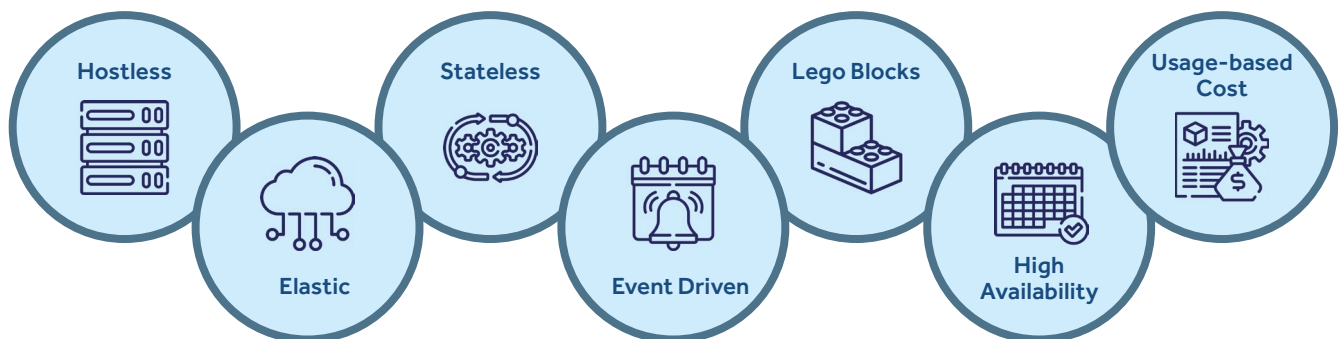 Hostless
Elastic
Stateless
Event Driven
Lego Blocks
High
Availability
Usage-based
Cost
$